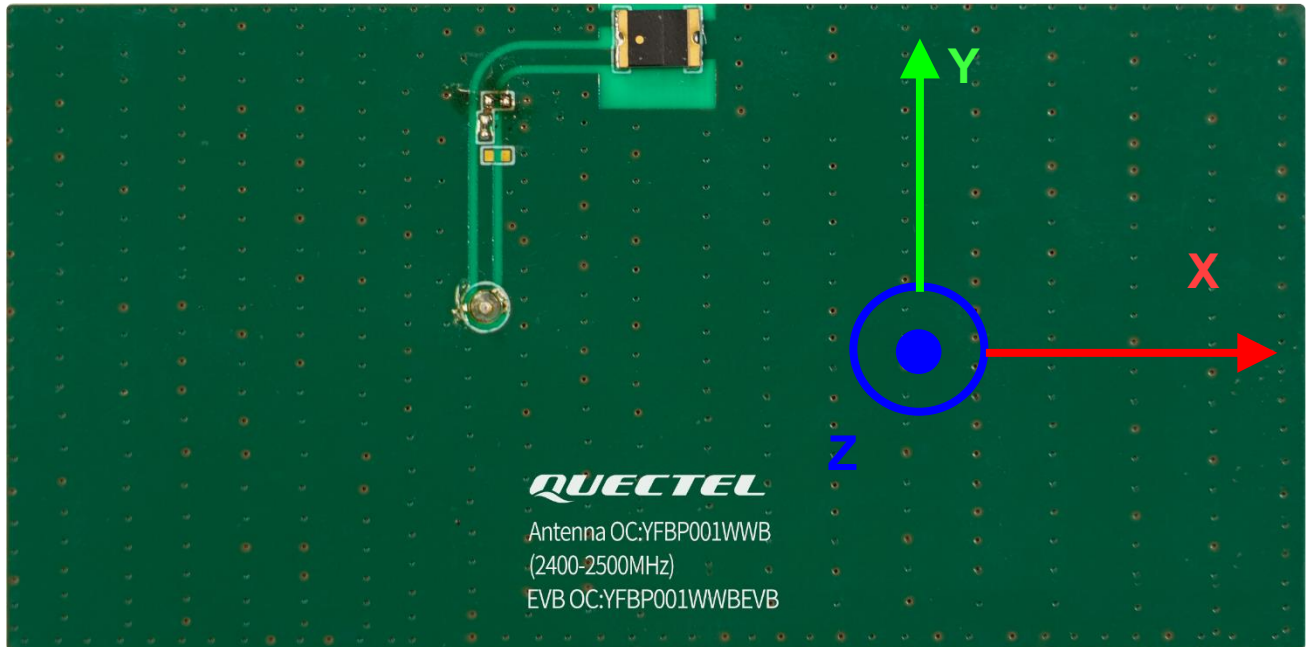 Y
X
Z
QUECTEL
Antenna OC:YFBP001WWB
(2400-2500MHz)
EVB OC:YFBP001WWBEVB